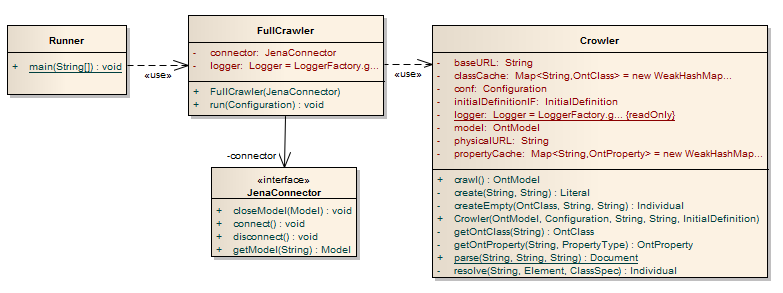 Runner
+ main(String[]) : void
«use»
FullCrawler
- connector: JenaConnector
- logger: Logger = LoggerFactory.g...
+ FullCrawler(JenaConnector)
+ run(Configuration) : void
«use»
-connector
«interface»
JenaConnector
+ closeModel(Model) : void
+ connect() : void
+ disconnect() : void
+ getModel(String) : Model
Crowler
- baseURL: String
- classCache: Map<String,OntClass> = new WeakHashMap...
- conf: Configuration
- initialDefinitionIF: InitialDefinition
- logger: Logger = LoggerFactory.g... {readOnly}
- model: OntModel
- physicalURL: String
- propertyCache: Map<String,OntProperty> = new WeakHashMap...
+ crawl() : OntModel
- create(String, String) : Literal
- createEmpty(OntClass, String, String) : Individual
+ Crowler(OntModel, Configuration, String, String, InitialDefinition)
- getOntClass(String) : OntClass
- getOntProperty(String, PropertyType) : OntProperty
+ parse(String, String, String) : Document
- resolve(String, Element, ClassSpec) : Individual